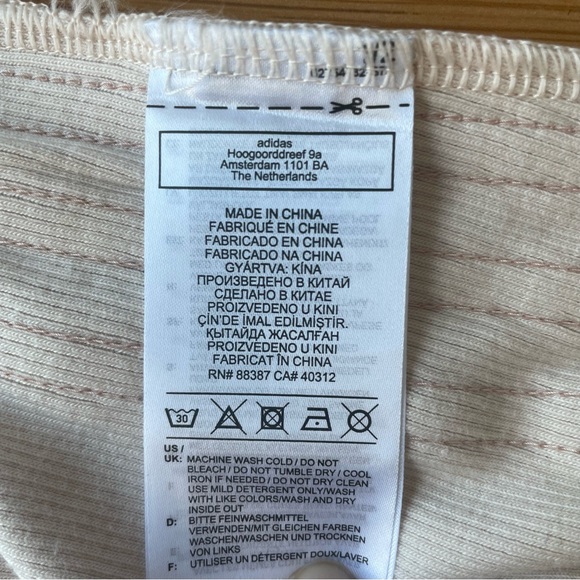 adidas
Hoogoorddreef 9a
Amsterdam 1101 BA
The Netherlands
MADE IN CHINA
FABRIQUÉ EN CHINE
FABRICADO EN CHINA
FABRICADO NA CHINA
GYÁRTVA: KÍNA
ПРОИЗВЕДЕНО В КИТАЙ
СДЕЛАНО В КИТАЕ
PROIZVEDENO U KINI
ÇİN'DE İMAL EDİLMİŞTİR.
ҚЫТАЙДА ЖАСАЛҒАН
PROIZVEDENO U KINI
FABRICAT ÎN CHINA
RN# 88387 CA# 40312
30
US /
UK: MACHINE WASH COLD / DO NOT
BLEACH / DO NOT TUMBLE DRY / COOL
IRON IF NEEDED / DO NOT DRY CLEAN
USE MILD DETERGENT ONLY/WASH
WITH LIKE COLORS/WASH AND DRY
INSIDE OUT
D: BITTE FEINWASCHMITTEL
VERWENDEN/MIT GLEICHEN FARBEN
WASCHEN/WASCHEN UND TROCKNEN
VON LINKS
F: UTILISER UN DÉTERGENT DOUX/LAVER